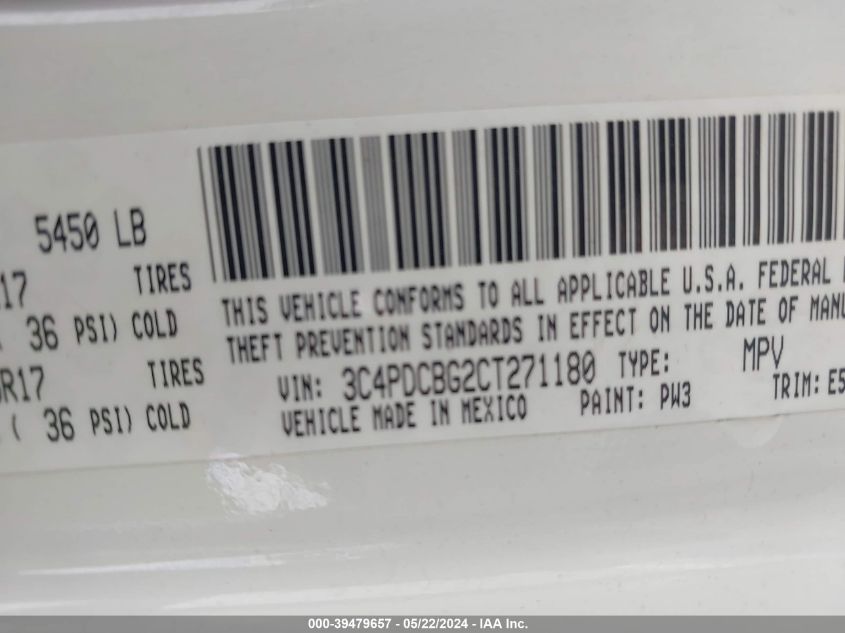 5450 LB
17 TIRES
36 PSI) COLD
R17 TIRES
( 36 PSI) COLD
THIS VEHICLE CONFORMS TO ALL APPLICABLE U.S.A. FEDERAL
THEFT PREVENTION STANDARDS IN EFFECT ON THE DATE OF MANU
VIN: 3C4PDCBG2CT271180 TYPE: MPV
VEHICLE MADE IN MEXICO PAINT: PW3 TRIM: E5
000-39479657 - 05/22/2024 - IAA Inc.